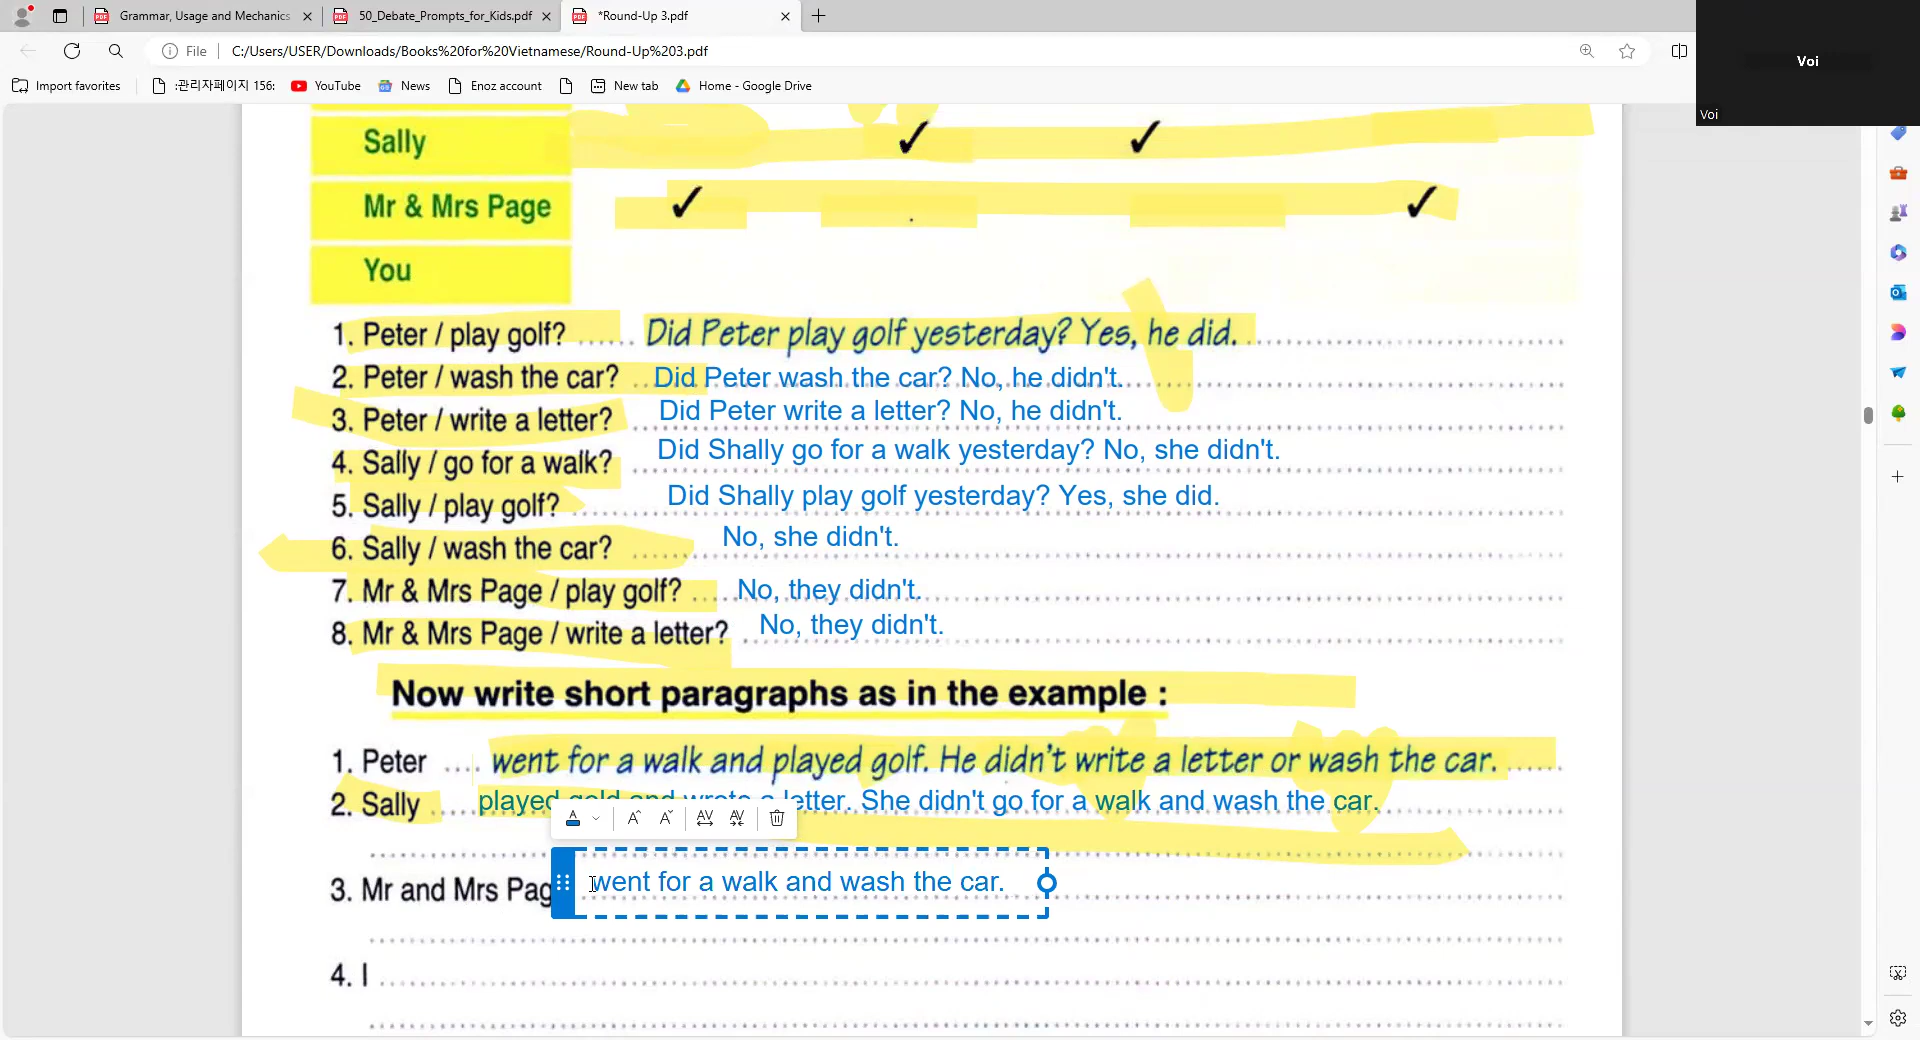 Grammar, Usage and Mechanics
50_Debate_Prompts_for_Kids.pdf
*Round-Up 3.pdf
File
C:/Users/USER/Downloads/Books%20for%20Vietnamese/Round-Up%203.pdf
Import favorites
:관리자페이지 156:
YouTube
News
Enoz account
New tab
Home - Google Drive
Voi
Voi
Sally ✓ ✓
Mr & Mrs Page ✓ ✓
You
1. Peter / play golf? ...... Did Peter play golf yesterday? Yes, he did.
2. Peter / wash the car? Did Peter wash the car? No, he didn't.
3. Peter / write a letter? Did Peter write a letter? No, he didn't.
4. Sally / go for a walk? Did Shally go for a walk yesterday? No, she didn't.
5. Sally / play golf? Did Shally play golf yesterday? Yes, she did.
6. Sally / wash the car? No, she didn't.
7. Mr & Mrs Page / play golf? No, they didn't.
8. Mr & Mrs Page / write a letter? No, they didn't.
Now write short paragraphs as in the example :
1. Peter .... went for a walk and played golf. He didn't write a letter or wash the car.
2. Sally .... played gold and wrote a letter. She didn't go for a walk and wash the car.
3. Mr and Mrs Pag went for a walk and wash the car.
4. I